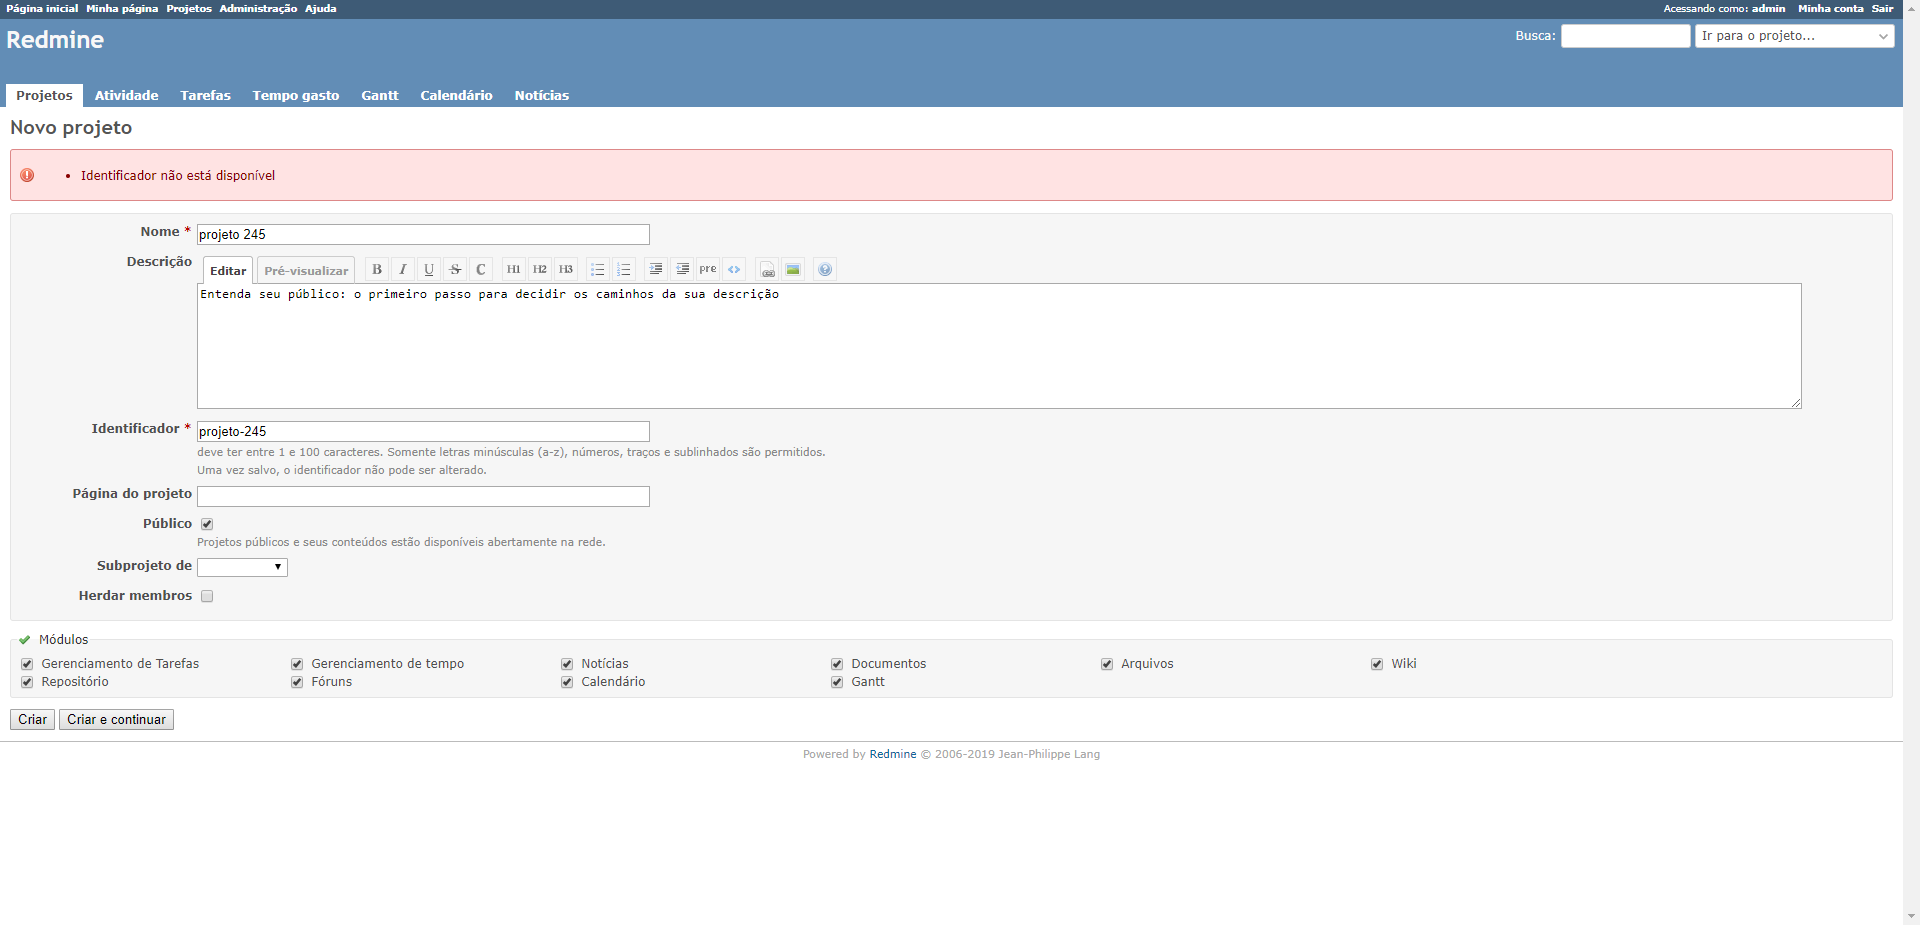 Página inicial Minha página Projetos Administração Ajuda
Acessando como: admin Minha conta Sair
Redmine
Busca: Ir para o projeto...
Projetos Atividade Tarefas Tempo gasto Gantt Calendário Notícias
Novo projeto
Identificador não está disponível
Nome * projeto 245
Descrição Editar Pré-visualizar B I U S C H1 H2 H3 pre
Entenda seu público: o primeiro passo para decidir os caminhos da sua descrição
Identificador * projeto-245
deve ter entre 1 e 100 caracteres. Somente letras minúsculas (a-z), números, traços e sublinhados são permitidos.
Uma vez salvo, o identificador não pode ser alterado.
Página do projeto
Público
Projetos públicos e seus conteúdos estão disponíveis abertamente na rede.
Subprojeto de
Herdar membros
Módulos
Gerenciamento de Tarefas Gerenciamento de tempo Notícias Documentos Arquivos Wiki
Repositório Fóruns Calendário Gantt
Criar Criar e continuar
Powered by Redmine © 2006-2019 Jean-Philippe Lang